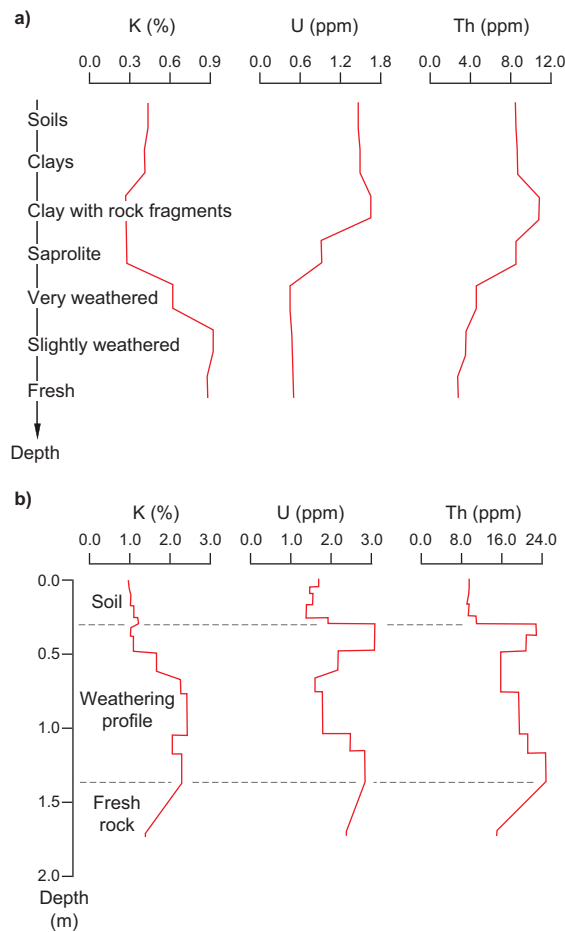 a)
K (%) U (ppm) Th (ppm)
0.0 0.3 0.6 0.9 0.0 0.6 1.2 1.8 0.0 4.0 8.0 12.0
Soils
Clays
Clay with rock fragments
Saprolite
Very weathered
Slightly weathered
Fresh
Depth
b)
K (%) U (ppm) Th (ppm)
0.0 1.0 2.0 3.0 0.0 1.0 2.0 3.0 0.0 8.0 16.0 24.0
0.0
Soil
0.5
Weathering
profile
1.0
1.5
Fresh
rock
2.0
Depth
(m)